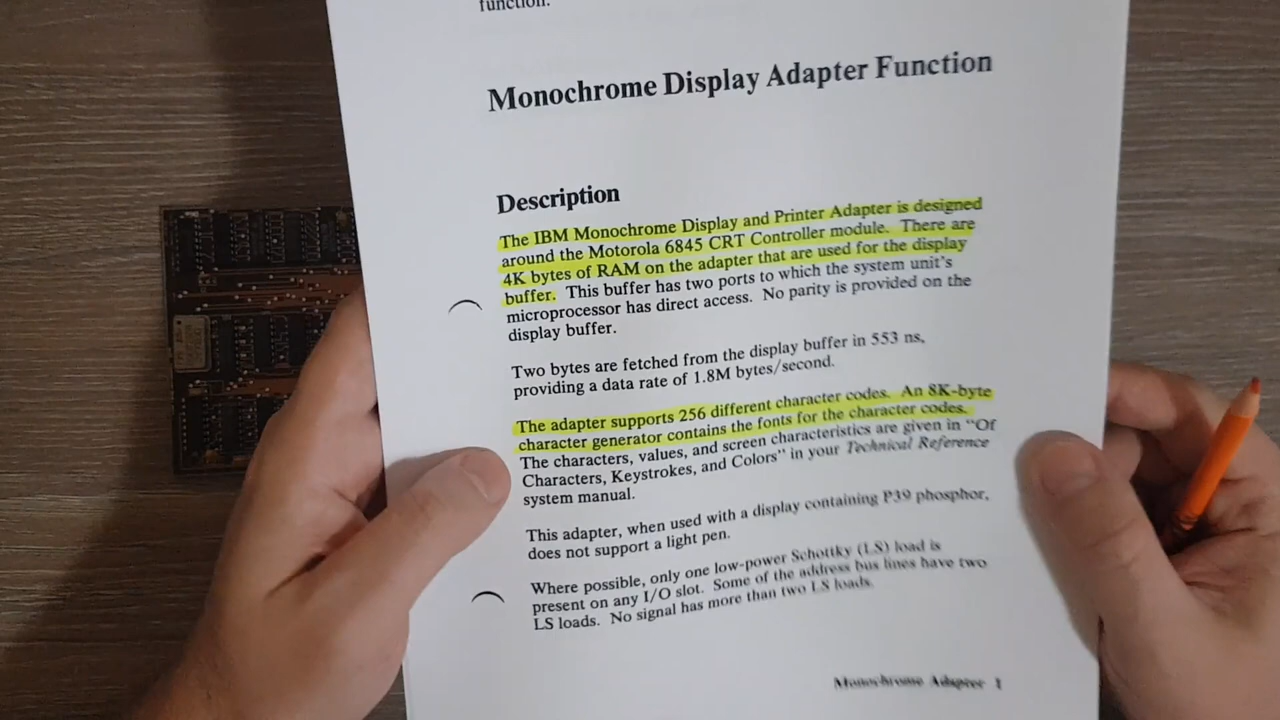 function.
Monochrome Display Adapter Function
Description
The IBM Monochrome Display and Printer Adapter is designed
around the Motorola 6845 CRT Controller module. There are
4K bytes of RAM on the adapter that are used for the display
buffer. This buffer has two ports to which the system unit's
microprocessor has direct access. No parity is provided on the
display buffer.
Two bytes are fetched from the display buffer in 553 ns,
providing a data rate of 1.8M bytes/second.
The adapter supports 256 different character codes. An 8K-byte
character generator contains the fonts for the character codes.
The characters, values, and screen characteristics are given in "Of
Characters, Keystrokes, and Colors" in your Technical Reference
system manual.
This adapter, when used with a display containing P39 phosphor,
does not support a light pen.
Where possible, only one low-power Schottky (LS) load is
present on any I/O slot. Some of the address bus lines have two
LS loads. No signal has more than two LS loads.
Monochrome Adapter 1